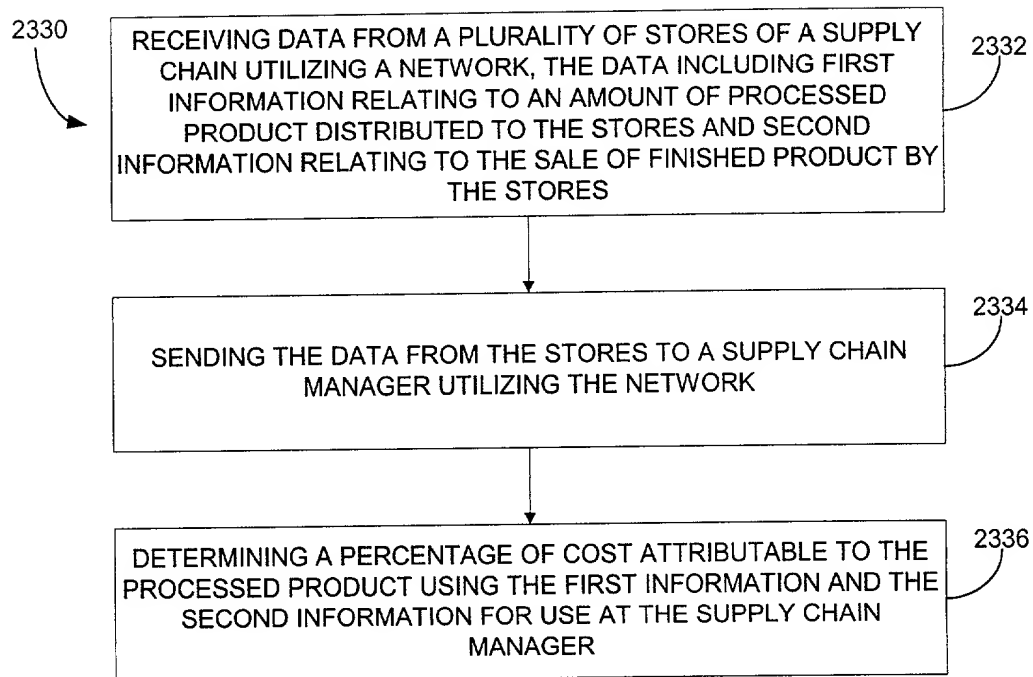 2330
RECEIVING DATA FROM A PLURALITY OF STORES OF A SUPPLY
CHAIN UTILIZING A NETWORK, THE DATA INCLUDING FIRST
INFORMATION RELATING TO AN AMOUNT OF PROCESSED
PRODUCT DISTRIBUTED TO THE STORES AND SECOND
INFORMATION RELATING TO THE SALE OF FINISHED PRODUCT BY
THE STORES
2332
SENDING THE DATA FROM THE STORES TO A SUPPLY CHAIN
MANAGER UTILIZING THE NETWORK
2334
DETERMINING A PERCENTAGE OF COST ATTRIBUTABLE TO THE
PROCESSED PRODUCT USING THE FIRST INFORMATION AND THE
SECOND INFORMATION FOR USE AT THE SUPPLY CHAIN
MANAGER
2336